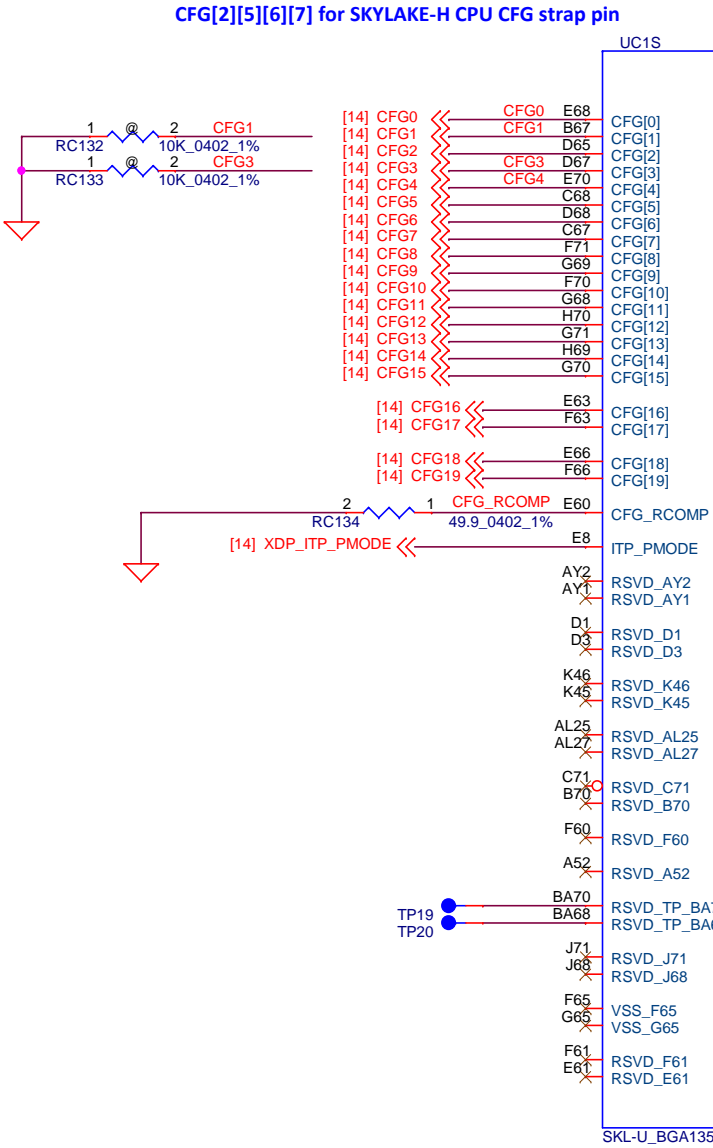 CFG[2][5][6][7] for SKYLAKE-H CPU CFG strap pin
UC1S
1 @ 2 CFG1
RC132 10K_0402_1%
1 @ 2 CFG3
RC133 10K_0402_1%
[14] CFG0 CFG0 E68 CFG[0]
[14] CFG1 CFG1 B67 CFG[1]
[14] CFG2 D65 CFG[2]
[14] CFG3 CFG3 D67 CFG[3]
[14] CFG4 CFG4 E70 CFG[4]
[14] CFG5 C68 CFG[5]
[14] CFG6 D68 CFG[6]
[14] CFG7 C67 CFG[7]
[14] CFG8 F71 CFG[8]
[14] CFG9 G69 CFG[9]
[14] CFG10 F70 CFG[10]
[14] CFG11 G68 CFG[11]
[14] CFG12 H70 CFG[12]
[14] CFG13 G71 CFG[13]
[14] CFG14 H69 CFG[14]
[14] CFG15 G70 CFG[15]
[14] CFG16 E63 CFG[16]
[14] CFG17 F63 CFG[17]
[14] CFG18 E66 CFG[18]
[14] CFG19 F66 CFG[19]
2 1 CFG_RCOMP E60 CFG_RCOMP
RC134 49.9_0402_1%
[14] XDP_ITP_PMODE E8 ITP_PMODE
AY2 RSVD_AY2
AY1 RSVD_AY1
D1 RSVD_D1
D3 RSVD_D3
K46 RSVD_K46
K45 RSVD_K45
AL25 RSVD_AL25
AL27 RSVD_AL27
C71 RSVD_C71
B70 RSVD_B70
F60 RSVD_F60
A52 RSVD_A52
TP19 BA70 RSVD_TP_BA7
TP20 BA68 RSVD_TP_BA6
J71 RSVD_J71
J68 RSVD_J68
F65 VSS_F65
G65 VSS_G65
F61 RSVD_F61
E61 RSVD_E61
SKL-U_BGA135